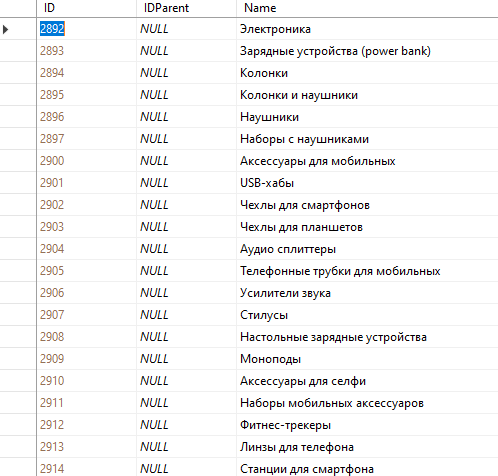 ID IDParent Name
2892 NULL Электроника
2893 NULL Зарядные устройства (power bank)
2894 NULL Колонки
2895 NULL Колонки и наушники
2896 NULL Наушники
2897 NULL Наборы с наушниками
2900 NULL Аксессуары для мобильных
2901 NULL USB-хабы
2902 NULL Чехлы для смартфонов
2903 NULL Чехлы для планшетов
2904 NULL Аудио сплиттеры
2905 NULL Телефонные трубки для мобильных
2906 NULL Усилители звука
2907 NULL Стилусы
2908 NULL Настольные зарядные устройства
2909 NULL Моноподы
2910 NULL Аксессуары для селфи
2911 NULL Наборы мобильных аксессуаров
2912 NULL Фитнес-трекеры
2913 NULL Линзы для телефона
2914 NULL Станции для смартфона